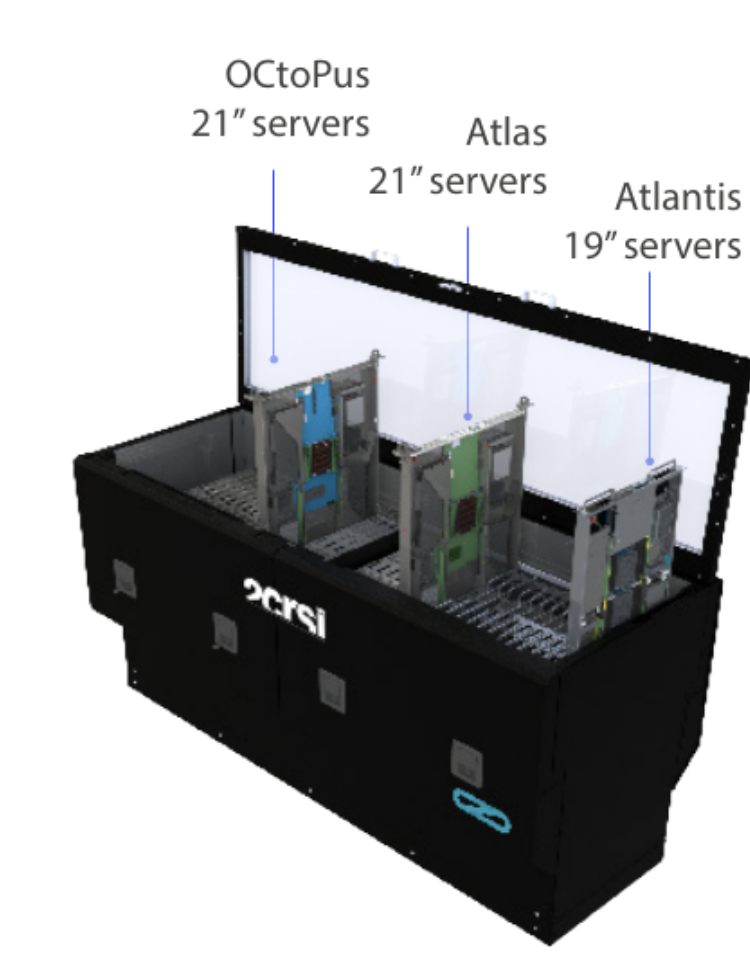 OCtoPus
21” servers
Atlas
21” servers
Atlantis
19” servers
2crsi